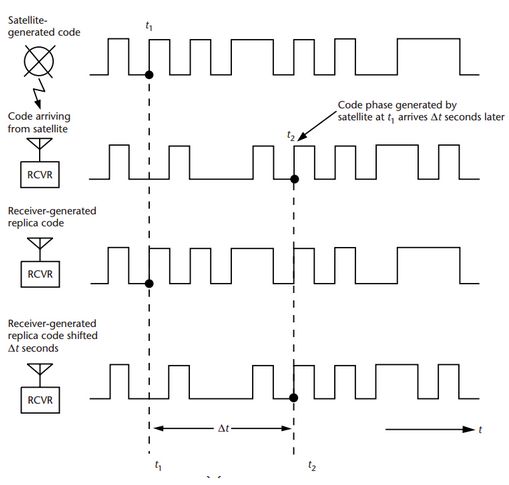 Satellite-
generated code
t1
Code arriving
from satellite
Code phase generated by
satellite at t1 arrives Δt seconds later
t2
RCVR
Receiver-generated
replica code
RCVR
Receiver-generated
replica code shifted
Δt seconds
RCVR
Δt
t
t1
t2